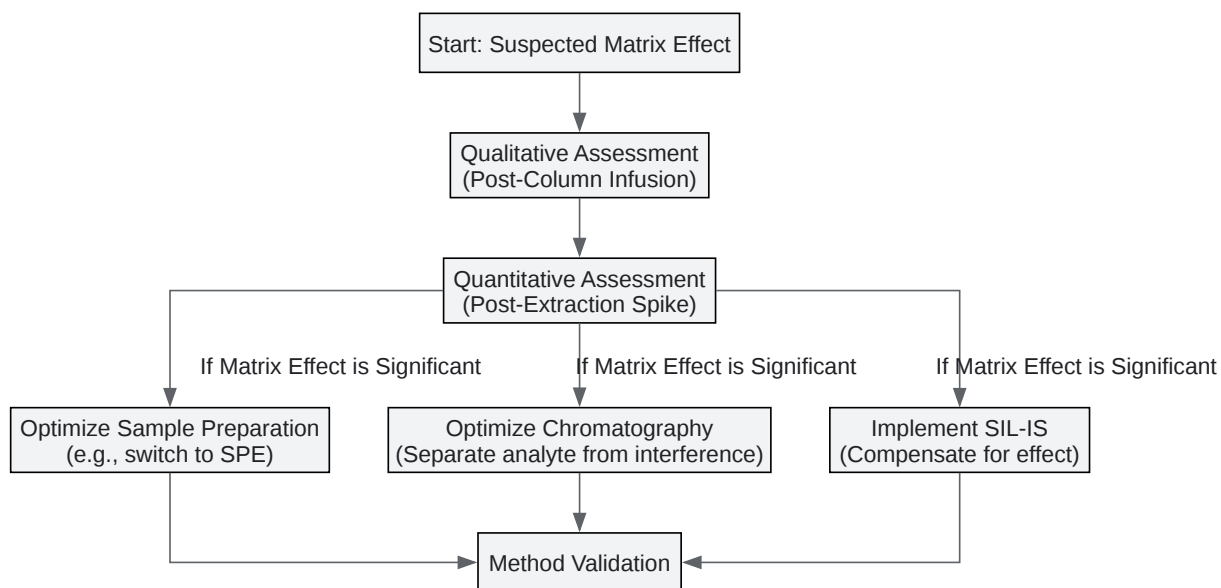 Start: Suspected Matrix Effect
Qualitative Assessment
(Post-Column Infusion)
Quantitative Assessment
(Post-Extraction Spike)
If Matrix Effect is Significant
If Matrix Effect is Significant
If Matrix Effect is Significant
Optimize Sample Preparation
(e.g., switch to SPE)
Optimize Chromatography
(Separate analyte from interference)
Implement SIL-IS
(Compensate for effect)
Method Validation